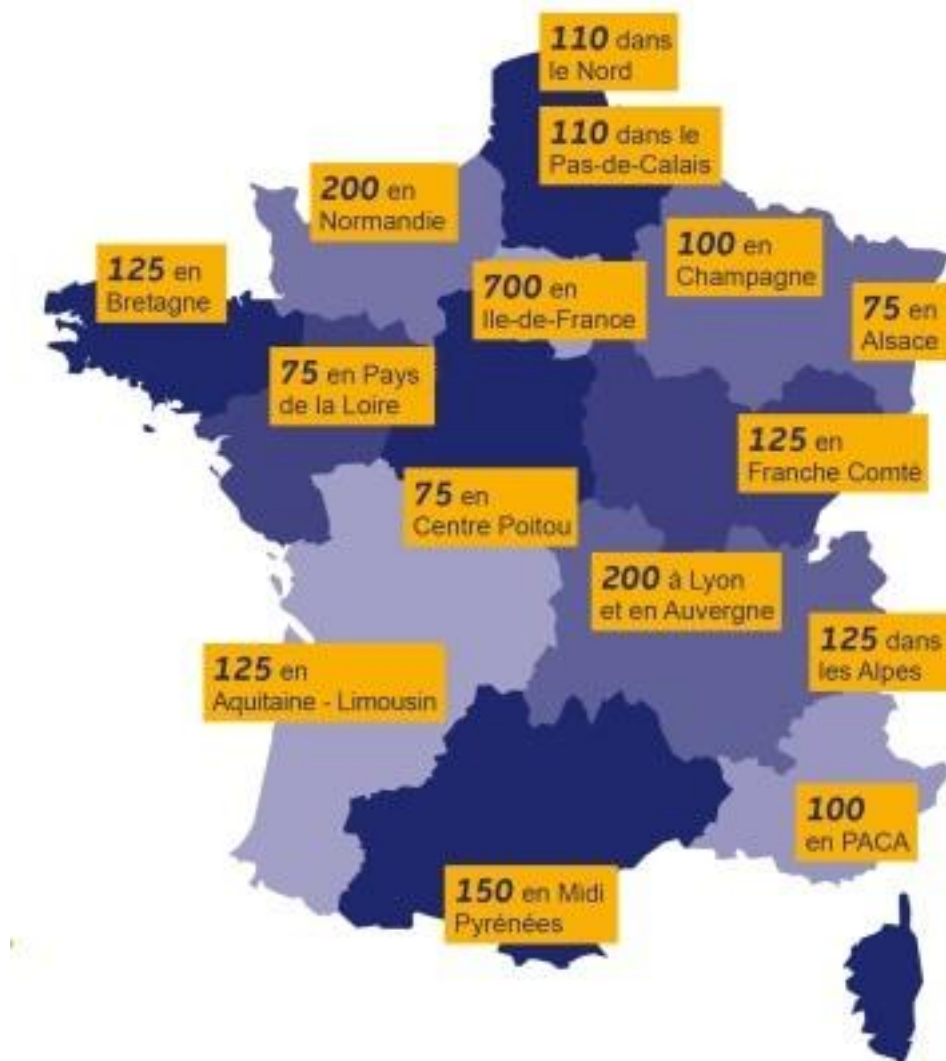 110 dans
le Nord
110 dans le
Pas-de-Calais
200 en
Normandie
100 en
Champagne
125 en
Bretagne
700 en
Ile-de-France
75 en
Alsace
75 en Pays
de la Loire
125 en
Franche Comté
75 en
Centre Poitou
200 à Lyon
et en Auvergne
125 dans
les Alpes
125 en
Aquitaine - Limousin
100
en PACA
150 en Midi
Pyrénées